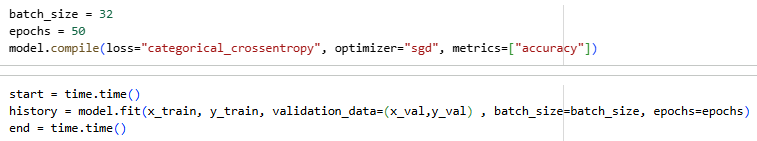 batch_size = 32
epochs = 50
model.compile(loss="categorical_crossentropy", optimizer="sgd", metrics=["accuracy"])
start = time.time()
history = model.fit(x_train, y_train, validation_data=(x_val,y_val) , batch_size=batch_size, epochs=epochs)
end = time.time()